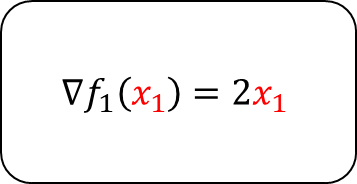 ∇f₁(x₁) = 2x₁